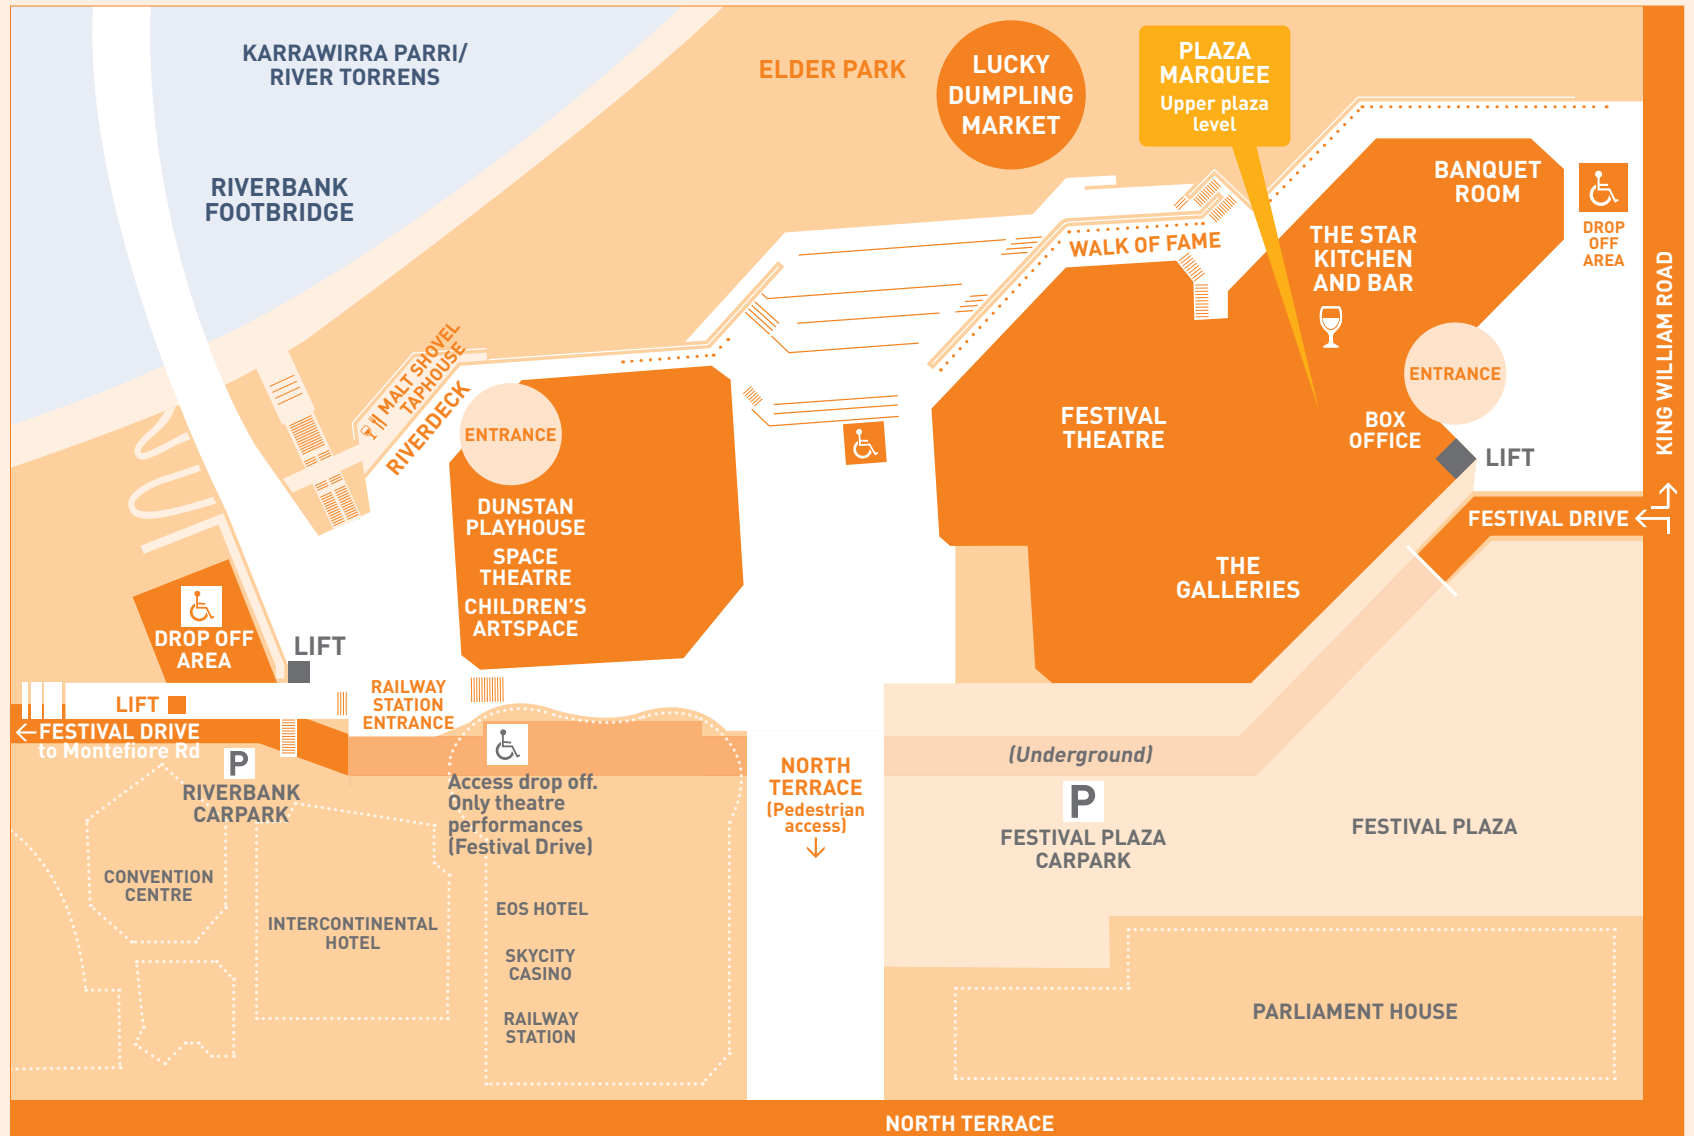 KARRAWIRRA PARRI/
RIVER TORRENS
ELDER PARK
LUCKY
DUMPLING
MARKET
PLAZA
MARQUEE
Upper plaza
level
RIVERBANK
FOOTBRIDGE
BANQUET
ROOM
DROP
OFF
AREA
WALK OF FAME
THE STAR
KITCHEN
AND BAR
KING WILLIAM ROAD
MALT SHOVEL
TAPHOUSE
RIVERDECK
ENTRANCE
ENTRANCE
FESTIVAL
THEATRE
BOX
OFFICE
LIFT
DUNSTAN
PLAYHOUSE
SPACE
THEATRE
CHILDREN'S
ARTSPACE
FESTIVAL DRIVE
THE
GALLERIES
DROP OFF
AREA
LIFT
LIFT
RAILWAY
STATION
ENTRANCE
FESTIVAL DRIVE
to Montefiore Rd
P
RIVERBANK
CARPARK
Access drop off.
Only theatre
performances
(Festival Drive)
NORTH
TERRACE
(Pedestrian
access)
(Underground)
P
FESTIVAL PLAZA
CARPARK
FESTIVAL PLAZA
CONVENTION
CENTRE
INTERCONTINENTAL
HOTEL
EOS HOTEL
SKYCITY
CASINO
RAILWAY
STATION
PARLIAMENT HOUSE
NORTH TERRACE